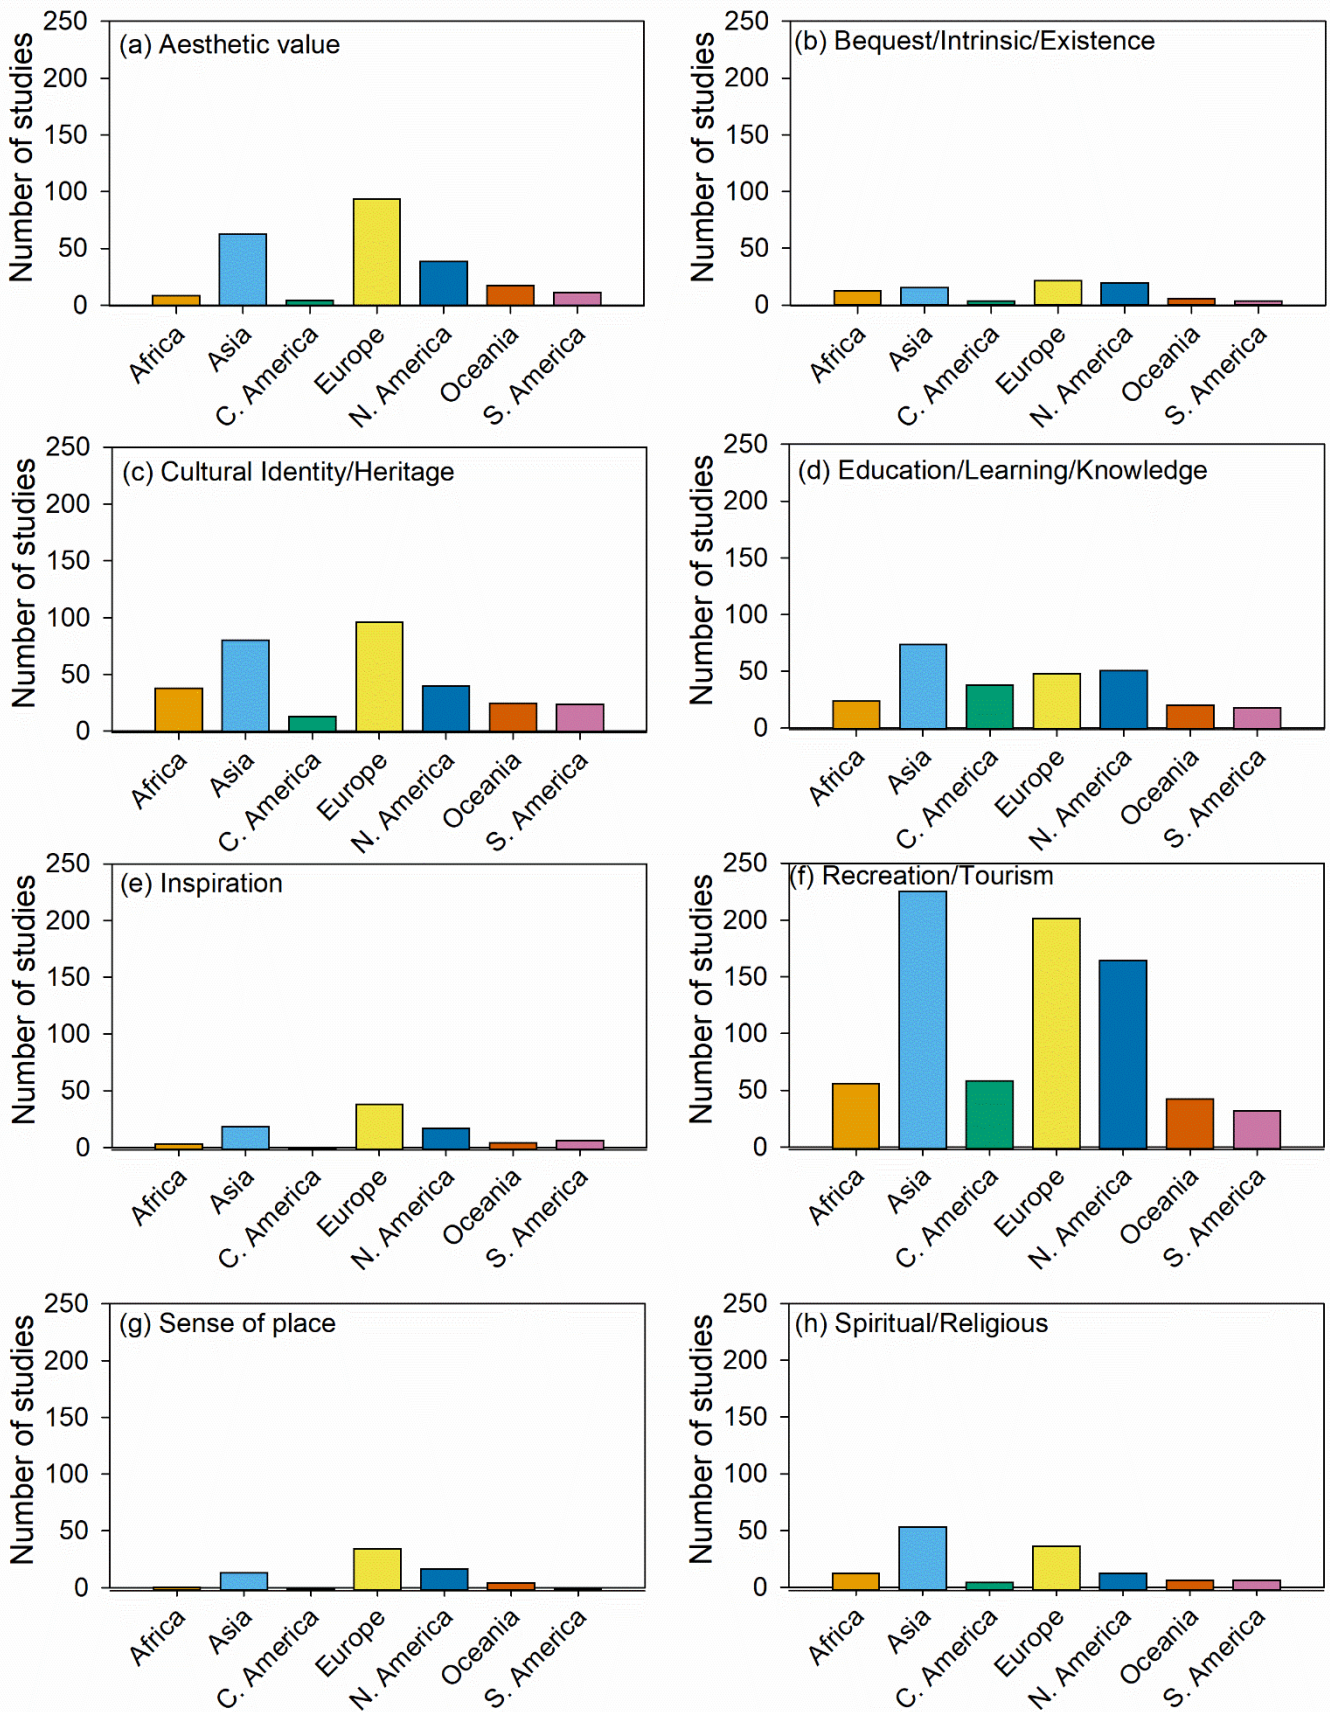 (a) Aesthetic value
Number of studies
250
200
150
100
50
0
Africa
Asia
C. America
Europe
N. America
Oceania
S. America
(b) Bequest/Intrinsic/Existence
Number of studies
250
200
150
100
50
0
Africa
Asia
C. America
Europe
N. America
Oceania
S. America
(c) Cultural Identity/Heritage
Number of studies
250
200
150
100
50
0
Africa
Asia
C. America
Europe
N. America
Oceania
S. America
(d) Education/Learning/Knowledge
Number of studies
250
200
150
100
50
0
Africa
Asia
C. America
Europe
N. America
Oceania
S. America
(e) Inspiration
Number of studies
250
200
150
100
50
0
Africa
Asia
C. America
Europe
N. America
Oceania
S. America
(f) Recreation/Tourism
Number of studies
250
200
150
100
50
0
Africa
Asia
C. America
Europe
N. America
Oceania
S. America
(g) Sense of place
Number of studies
250
200
150
100
50
0
Africa
Asia
C. America
Europe
N. America
Oceania
S. America
(h) Spiritual/Religious
Number of studies
250
200
150
100
50
0
Africa
Asia
C. America
Europe
N. America
Oceania
S. America